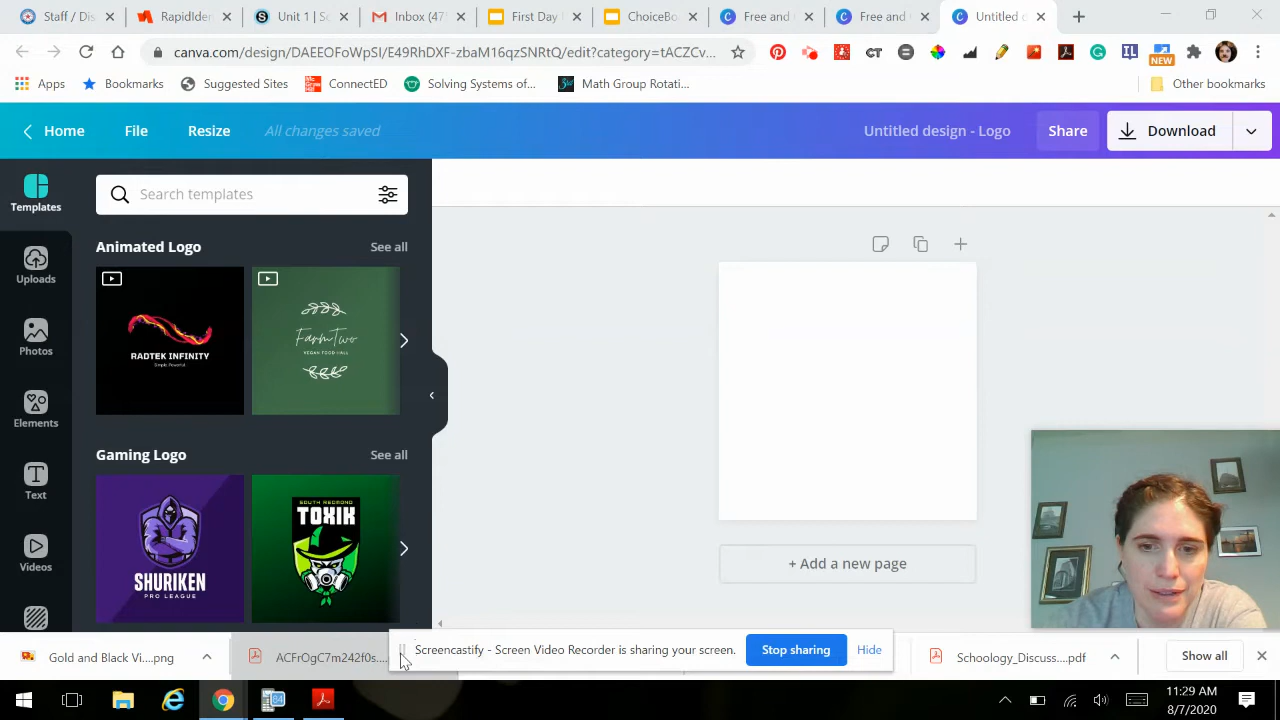 Staff / Dis
RapidIden
Unit 1 | Sc
Inbox (47
First Day
ChoiceBo
Free and
Free and
Untitled
canva.com/design/DAEEOFoWpSI/E49RhDXF-zbaM16qzSNRtQ/edit?category=tACZCv...
CT
IL
NEW
Apps
Bookmarks
Suggested Sites
ConnectED
Solving Systems of...
Math Group Rotati...
Other bookmarks
Home
File
Resize
All changes saved
Untitled design - Logo
Share
Download
Templates
Search templates
Uploads
Animated Logo
See all
RADTEK INFINITY
Simple Powerful
FarmTwo
VEGAN FOOD HALL
Photos
Elements
Gaming Logo
See all
SHURIKEN
PRO LEAGUE
SOUTH REDMOND
TOXIK
Text
Videos
+ Add a new page
Gold and Black Vi....png
ACFrOgC7m242f0s....
Screencastify - Screen Video Recorder is sharing your screen.
Stop sharing
Hide
Schoology_Discuss....pdf
Show all
11:29 AM
8/7/2020